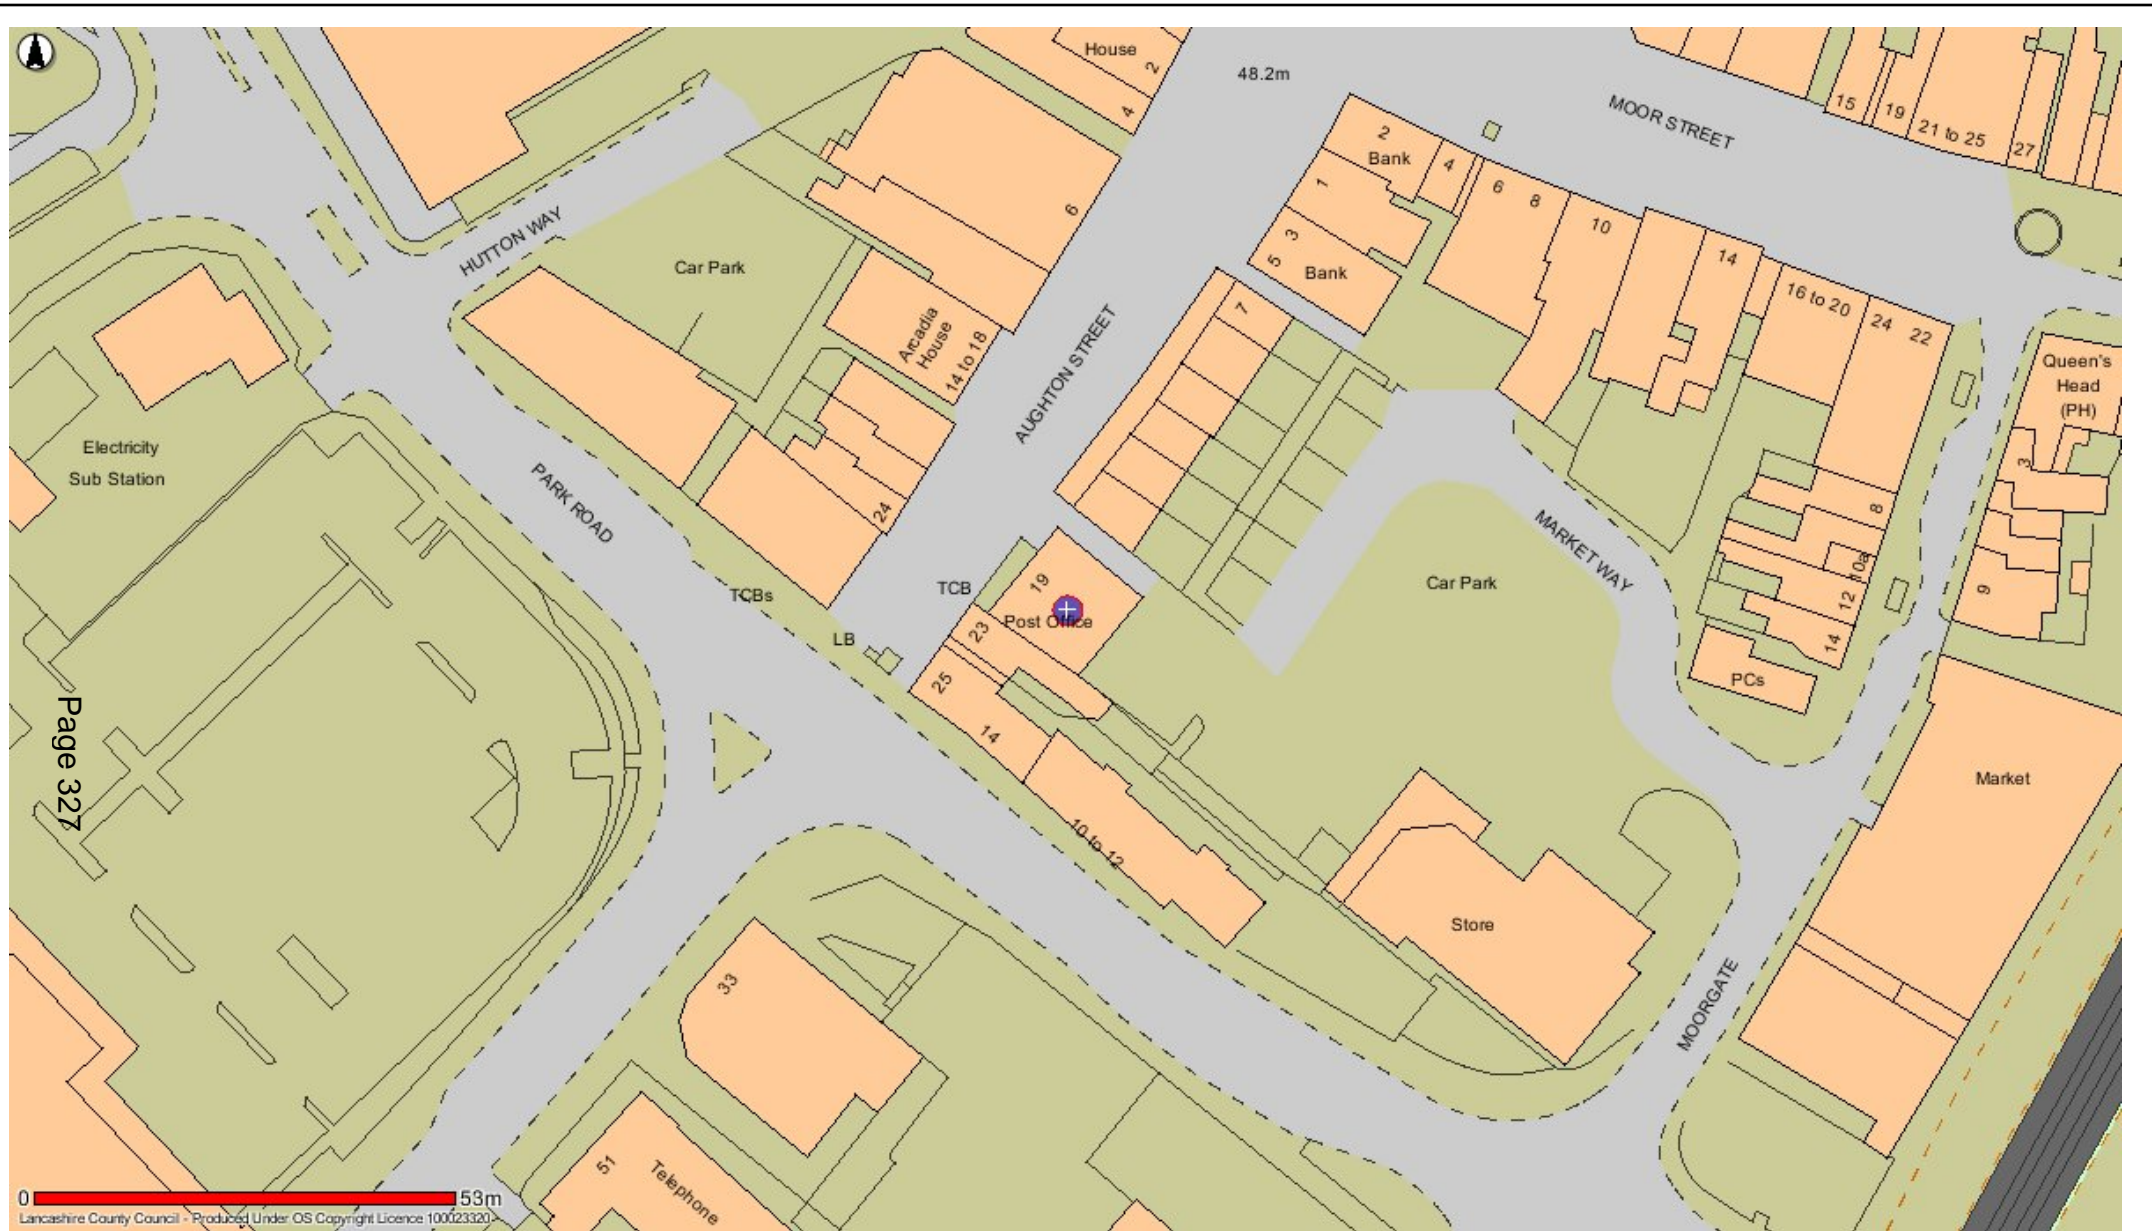 House
2
4
48.2m
MOOR STREET
15
19
21 to 25
27
2
Bank
4
6
8
10
14
16 to 20
24
22
1
3
5
Bank
6
HUTTON WAY
Car Park
Arcadia
House
14 to 18
7
AUGHTON STREET
Queen's
Head
(PH)
3
Electricity
Sub Station
PARK ROAD
24
8
10a
12
14
9
MARKET WAY
Car Park
TCBs
TCB
19
Post Office
LB
23
25
14
PCs
Page 327
Market
10 to 12
Store
33
MOORGATE
51
Telephone
0
53m
Lancashire County Council - Produced Under OS Copyright Licence 100023320